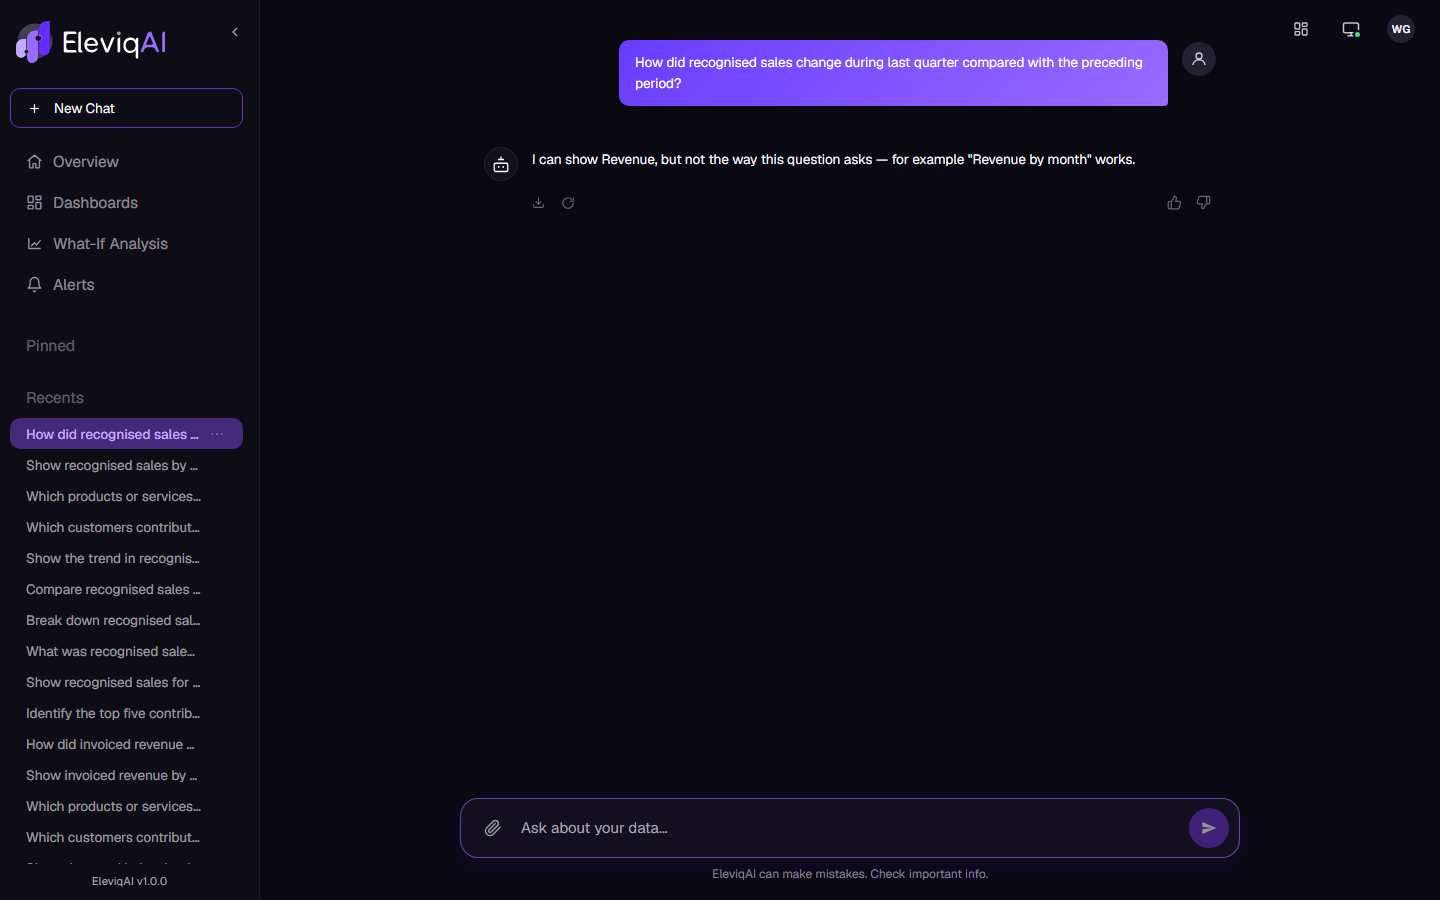 EleviqAI
New Chat
Overview
Dashboards
What-If Analysis
Alerts
Pinned
Recents
How did recognised sales ...
Show recognised sales by ...
Which products or services...
Which customers contribut...
Show the trend in recognis...
Compare recognised sales ...
Break down recognised sal...
What was recognised sale...
Show recognised sales for ...
Identify the top five contrib...
How did invoiced revenue ...
Show invoiced revenue by ...
Which products or services...
Which customers contribut...
EleviqAI v1.0.0
WG
How did recognised sales change during last quarter compared with the preceding
period?
I can show Revenue, but not the way this question asks — for example "Revenue by month" works.
Ask about your data...
EleviqAI can make mistakes. Check important info.